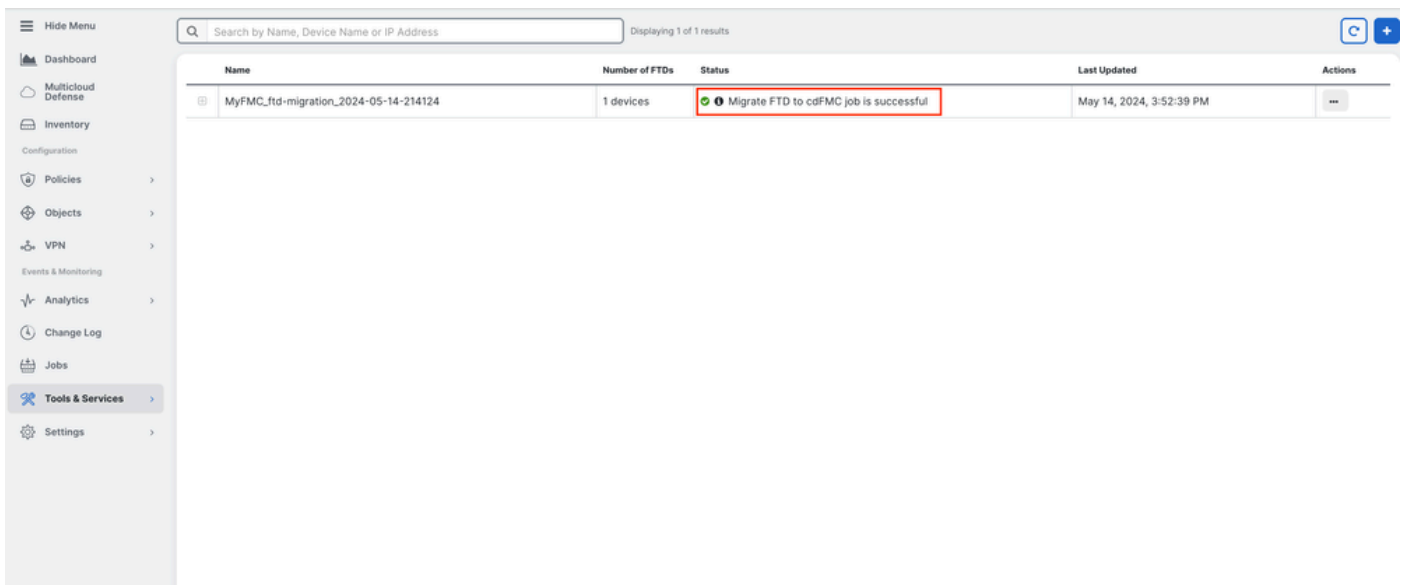 Hide Menu
Dashboard
Multicloud
Defense
Inventory
Configuration
Policies
Objects
VPN
Events & Monitoring
Analytics
Change Log
Jobs
Tools & Services
Settings
Search by Name, Device Name or IP Address
Displaying 1 of 1 results
Name Number of FTDs Status Last Updated Actions
MyFMC_ftd-migration_2024-05-14-214124 1 devices Migrate FTD to cdFMC job is successful May 14, 2024, 3:52:39 PM